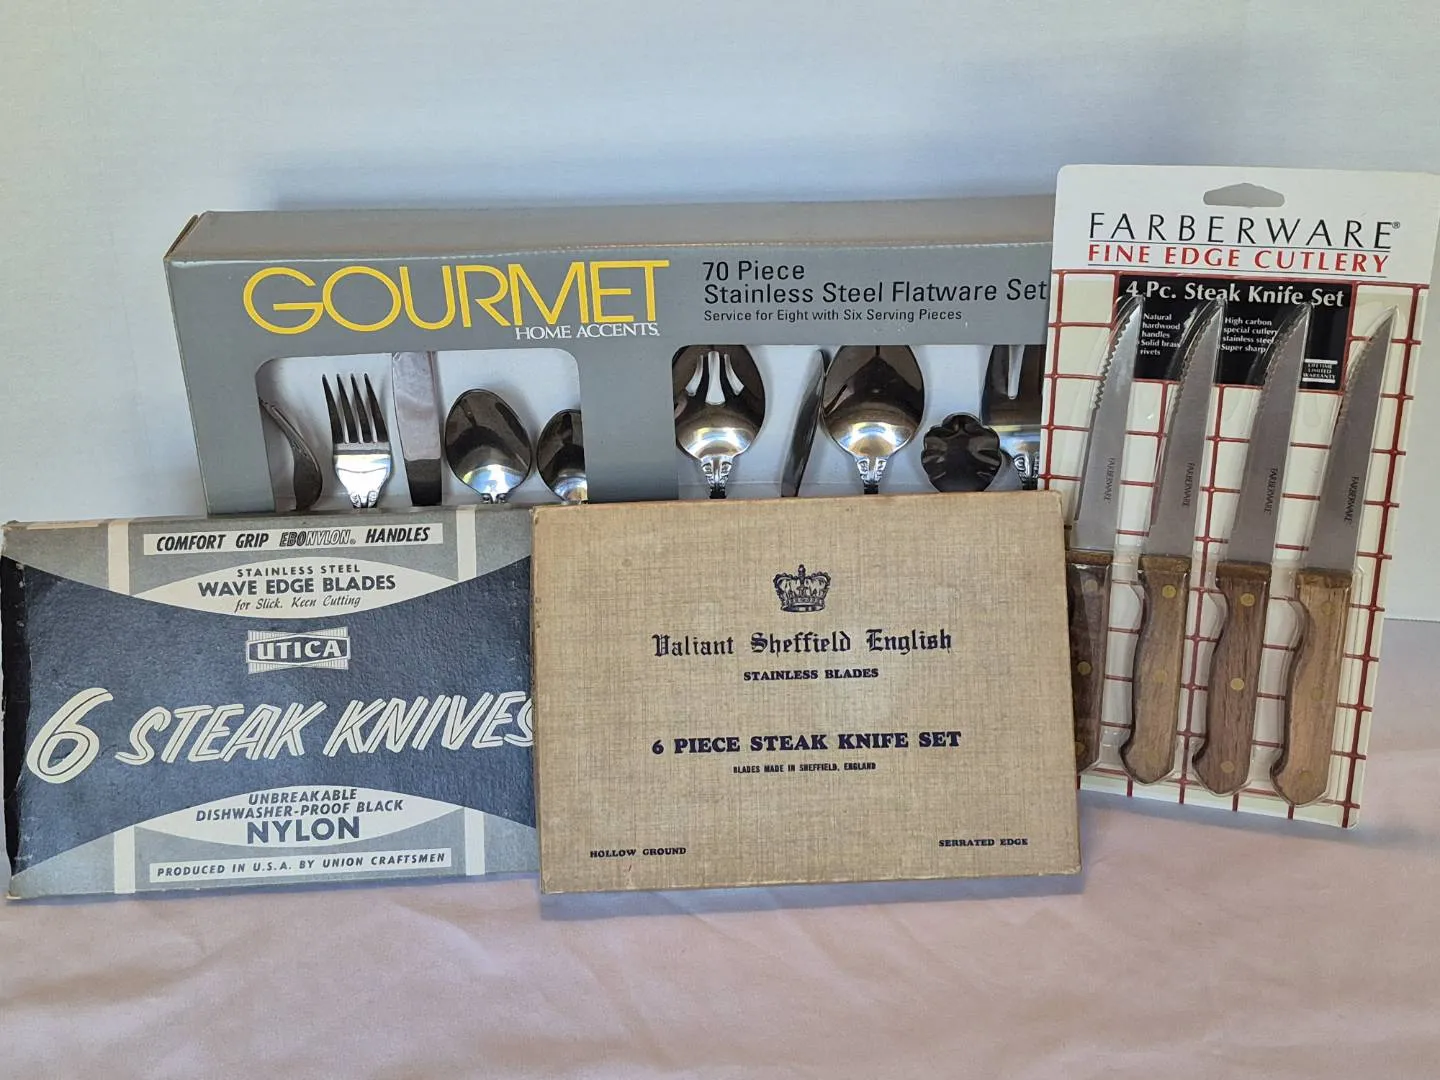 GOURMET
HOME ACCENTS
70 Piece
Stainless Steel Flatware Set
Service for Eight with Six Serving Pieces
FARBERWARE®
FINE EDGE CUTLERY
4 Pc. Steak Knife Set
Natural
hardwood
handles
Solid brass
rivets
High carbon
special cutlery
stainless steel
Super sharp
LIFETIME
LIMITED
WARRANTY
FARBERWARE
FARBERWARE
FARBERWARE
FARBERWARE
COMFORT GRIP EBONYLON® HANDLES
STAINLESS STEEL
WAVE EDGE BLADES
for Slick, Keen Cutting
UTICA
6 STEAK KNIVES
UNBREAKABLE
DISHWASHER-PROOF BLACK
NYLON
PRODUCED IN U.S.A. BY UNION CRAFTSMEN
Valiant Sheffield English
STAINLESS BLADES
6 PIECE STEAK KNIFE SET
BLADES MADE IN SHEFFIELD, ENGLAND
HOLLOW GROUND
SERRATED EDGE